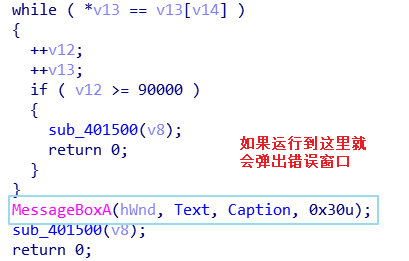 while ( *v13 == v13[v14] )
{
++v12;
++v13;
if ( v12 >= 90000 )
{
sub_401500(v8);
return 0;
}
}
如果运行到这里就
会弹出错误窗口
MessageBoxA(hWnd, Text, Caption, 0x30u);
sub_401500(v8);
return 0;